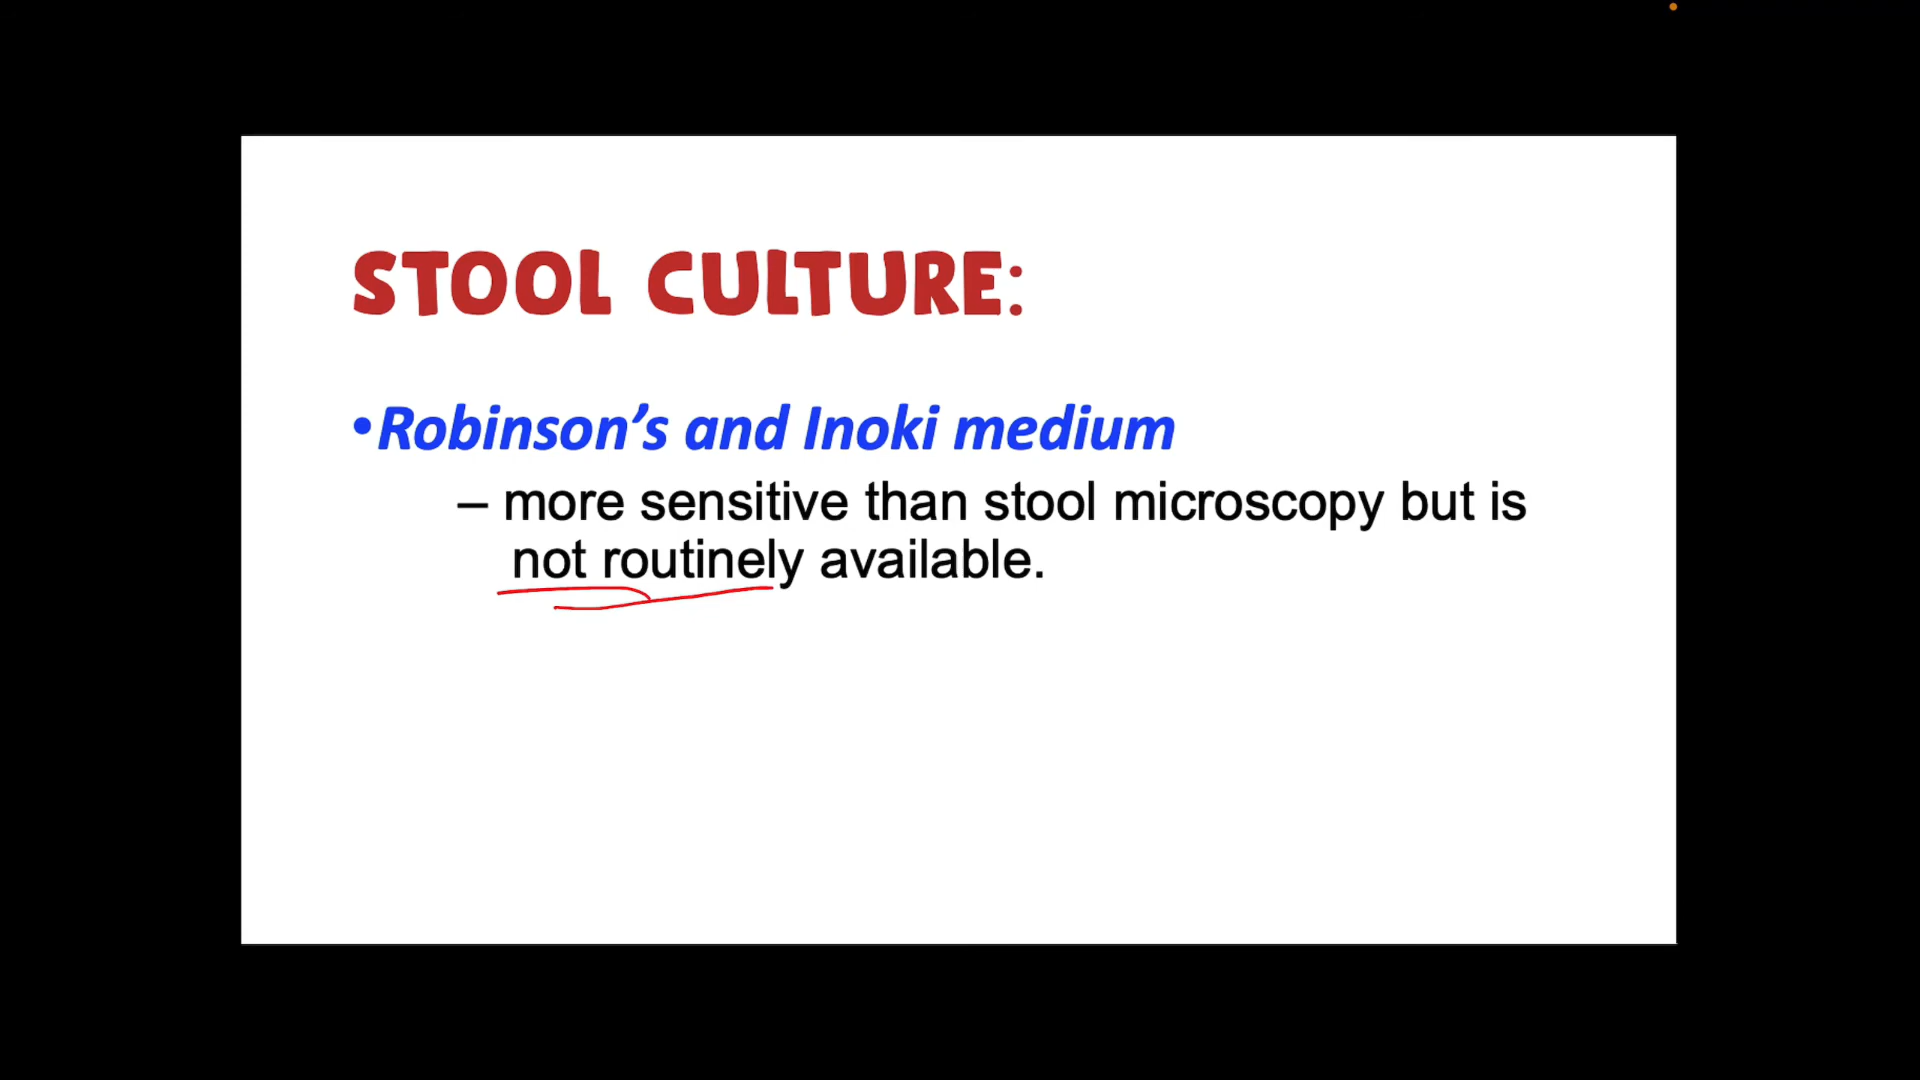 STOOL CULTURE:
•Robinson’s and Inoki medium
– more sensitive than stool microscopy but is
not routinely available.